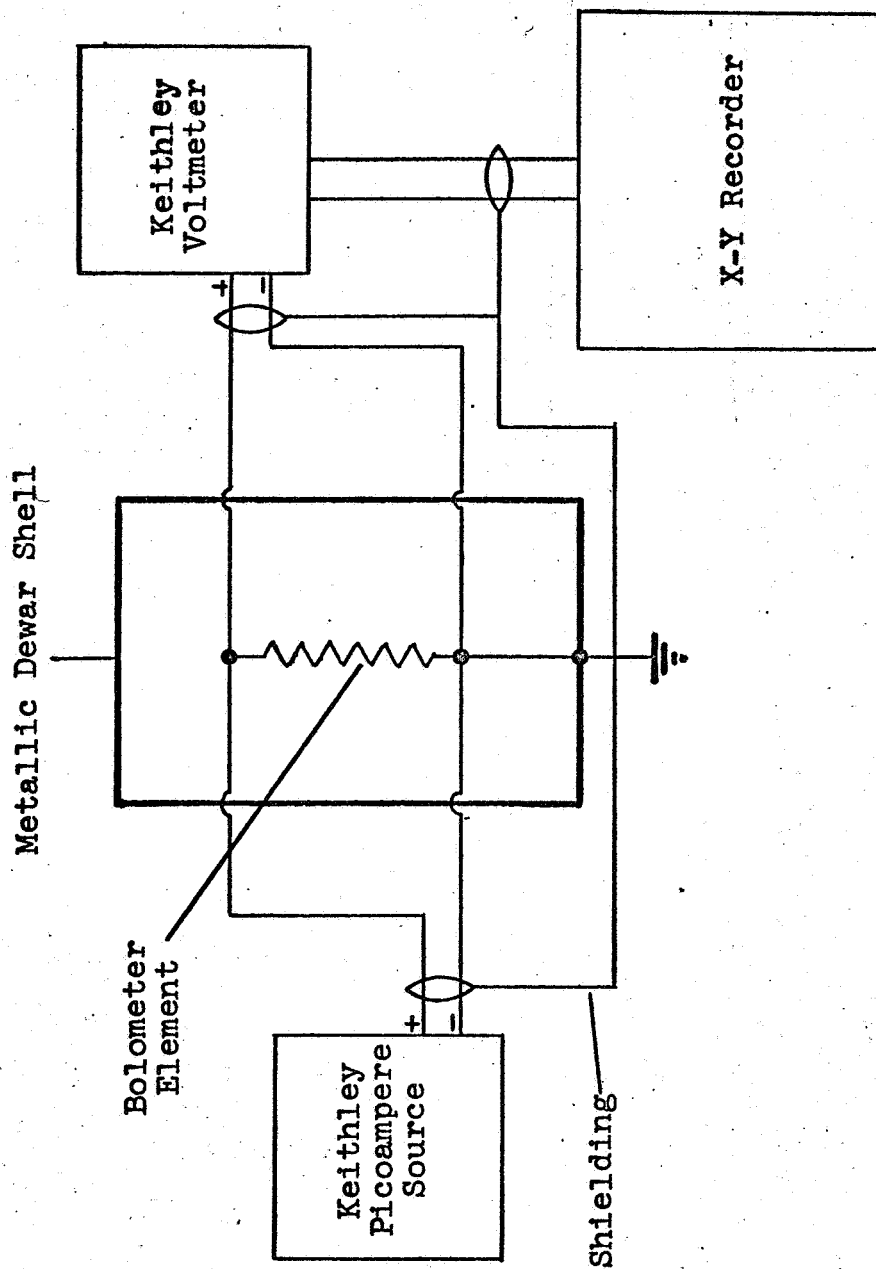 Metallic Dewar Shell
Bolometer
Element
Keithley
Picoampere
Source
+
-
Shielding
Keithley
Voltmeter
+
-
X-Y Recorder